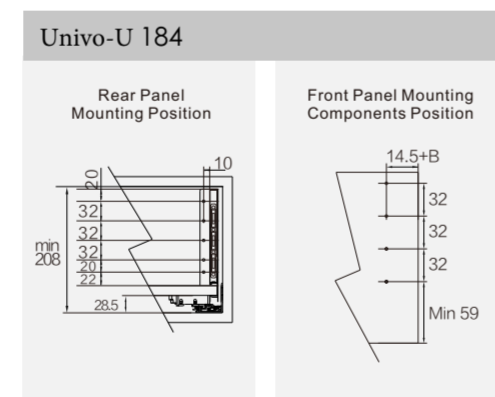 Univo-U 184
Rear Panel
Mounting Position
10
20
32
32
32
20
22
min
208
28.5
Front Panel Mounting
Components Position
14.5+B
32
32
32
Min 59